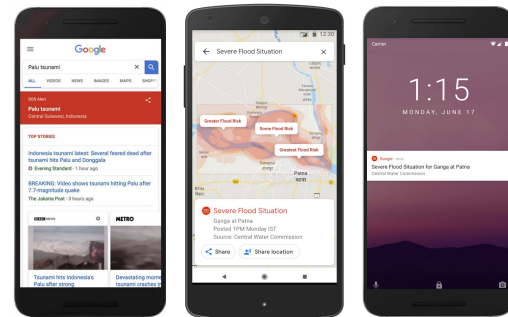 Google
Palu tsunami
ALL VIDEOS NEWS IMAGES MAPS
SOS Alert
Palu tsunami
Central Sulawesi, Indonesia
TOP STORIES
Indonesia tsunami latest: Several
feared dead after
tsunami hits Palu and Donggala
Evening Standard · 1 hour ago
BREAKING: Video shows tsunami hitting Palu after
7.7-magnitude quake
The Jakarta Post · 3 hours ago
BBC NEWS
METRO
Tsunami hits Indonesia's
Palu after strong
Devastating mome
tsunami crashes in
12:30
Severe Flood Situation
Greater Flood Risk
Some Flood Risk
Greatest Flood Risk
Patna
Severe Flood Situation
Ganga at Patna
Posted 1PM Monday IST
Source: Central Water Commission
Share
Share location
Carrier
1:15
MONDAY, JUNE 17
Google
Severe Flood Situation for Ganga at Patna
Central Water Commission